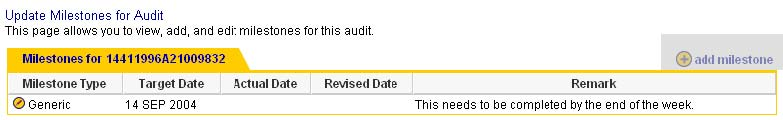 Update Milestones for Audit
This page allows you to view, add, and edit milestones for this audit.
Milestones for 14411996A21009832
add milestone
Milestone Type Target Date Actual Date Revised Date Remark
Generic 14 SEP 2004 This needs to be completed by the end of the week.